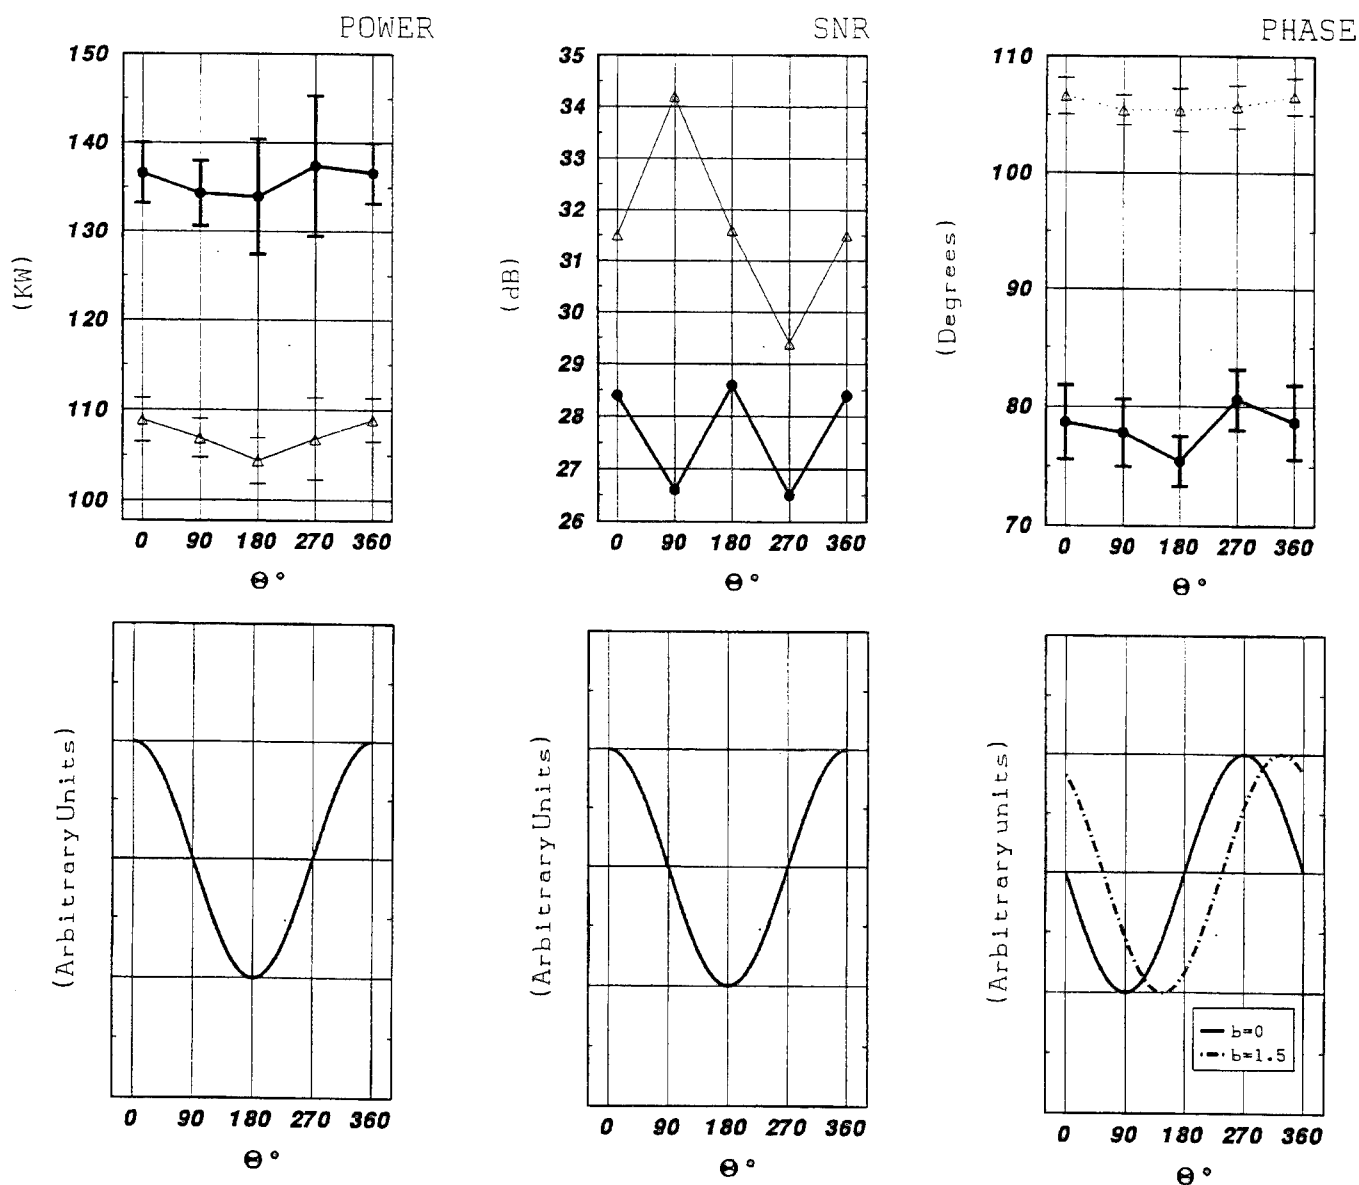 POWER
150
140
130
120
110
100
(KW)
0 90 180 270 360
Θ°
SNR
35
34
33
32
31
30
29
28
27
26
(dB)
0 90 180 270 360
Θ°
PHASE
110
100
90
80
70
(Degrees)
0 90 180 270 360
Θ°
(Arbitrary Units)
0 90 180 270 360
Θ°
(Arbitrary Units)
0 90 180 270 360
Θ°
(Arbitrary units)
b=0
b=1.5
0 90 180 270 360
Θ°